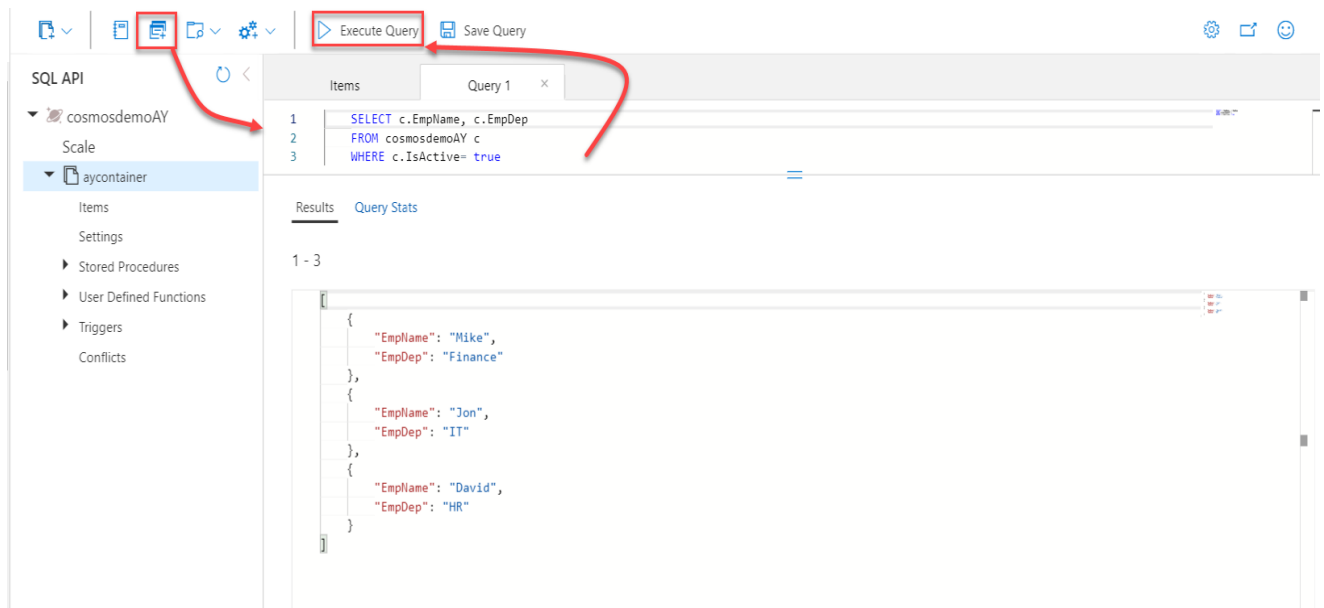 Execute Query
Save Query
SQL API
cosmosdemoAY
Scale
aycontainer
Items
Settings
Stored Procedures
User Defined Functions
Triggers
Conflicts
Items
Query 1
1 SELECT c.EmpName, c.EmpDep
2 FROM cosmosdemoAY c
3 WHERE c.IsActive= true
Results Query Stats
1 - 3
[
{
"EmpName": "Mike",
"EmpDep": "Finance"
},
{
"EmpName": "Jon",
"EmpDep": "IT"
},
{
"EmpName": "David",
"EmpDep": "HR"
}
]